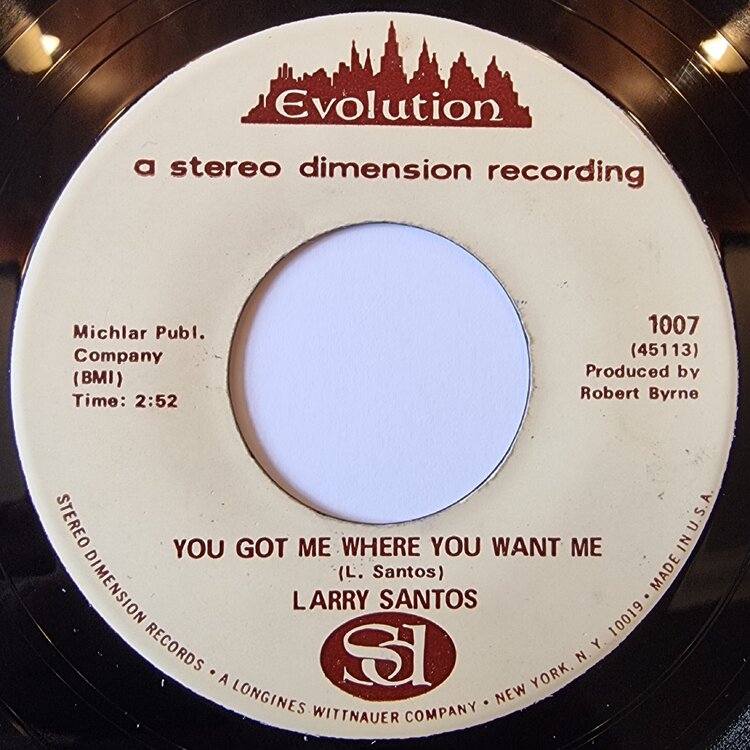 Evolution
a stereo dimension recording
Michlar Publ.
Company
(BMI)
Time: 2:52
1007
(45113)
Produced by
Robert Byrne
YOU GOT ME WHERE YOU WANT ME
(L. Santos)
LARRY SANTOS
Sd
STEREO DIMENSION RECORDS • A LONGINES-WITTNAUER COMPANY • NEW YORK, N. Y. 10019 • MADE IN U.S.A.